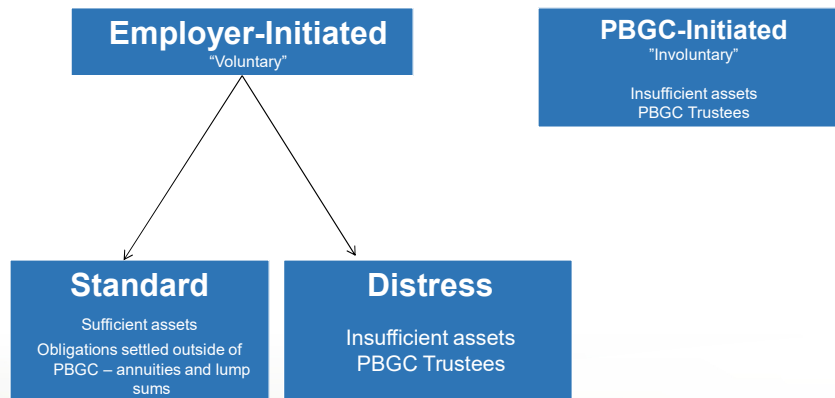 Employer-Initiated
“Voluntary”
PBGC-Initiated
”Involuntary”
Insufficient assets
PBGC Trustees
Standard
Sufficient assets
Obligations settled outside of
PBGC – annuities and lump
sums
Distress
Insufficient assets
PBGC Trustees